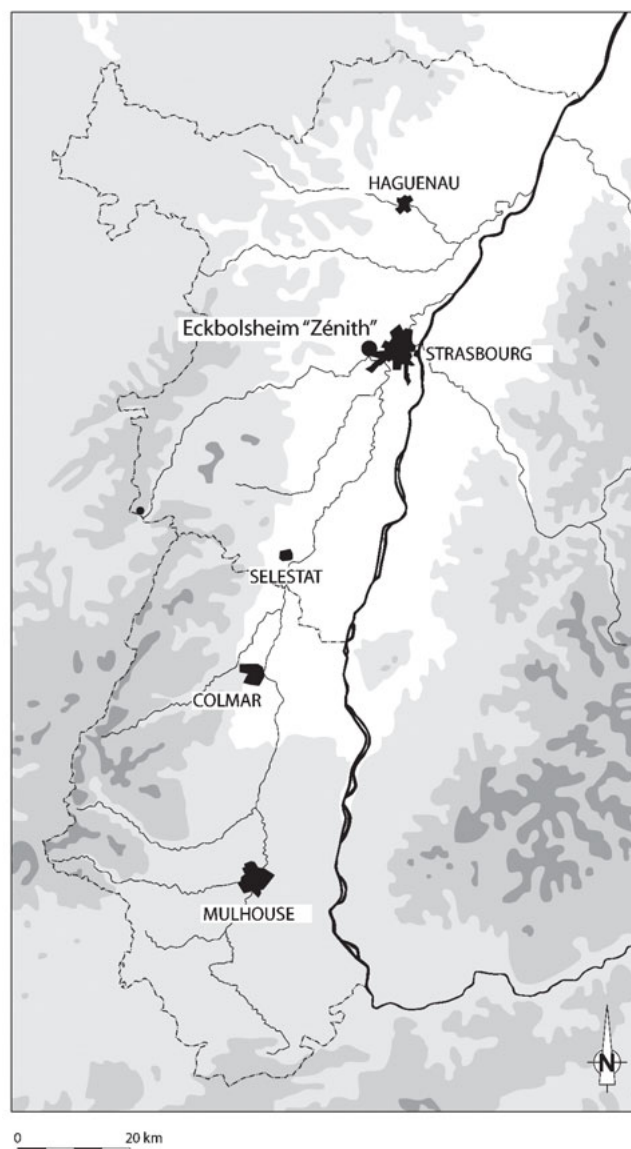 HAGUENAU
Eckbolsheim "Zénith"
STRASBOURG
SELESTAT
COLMAR
MULHOUSE
N
0 20 km